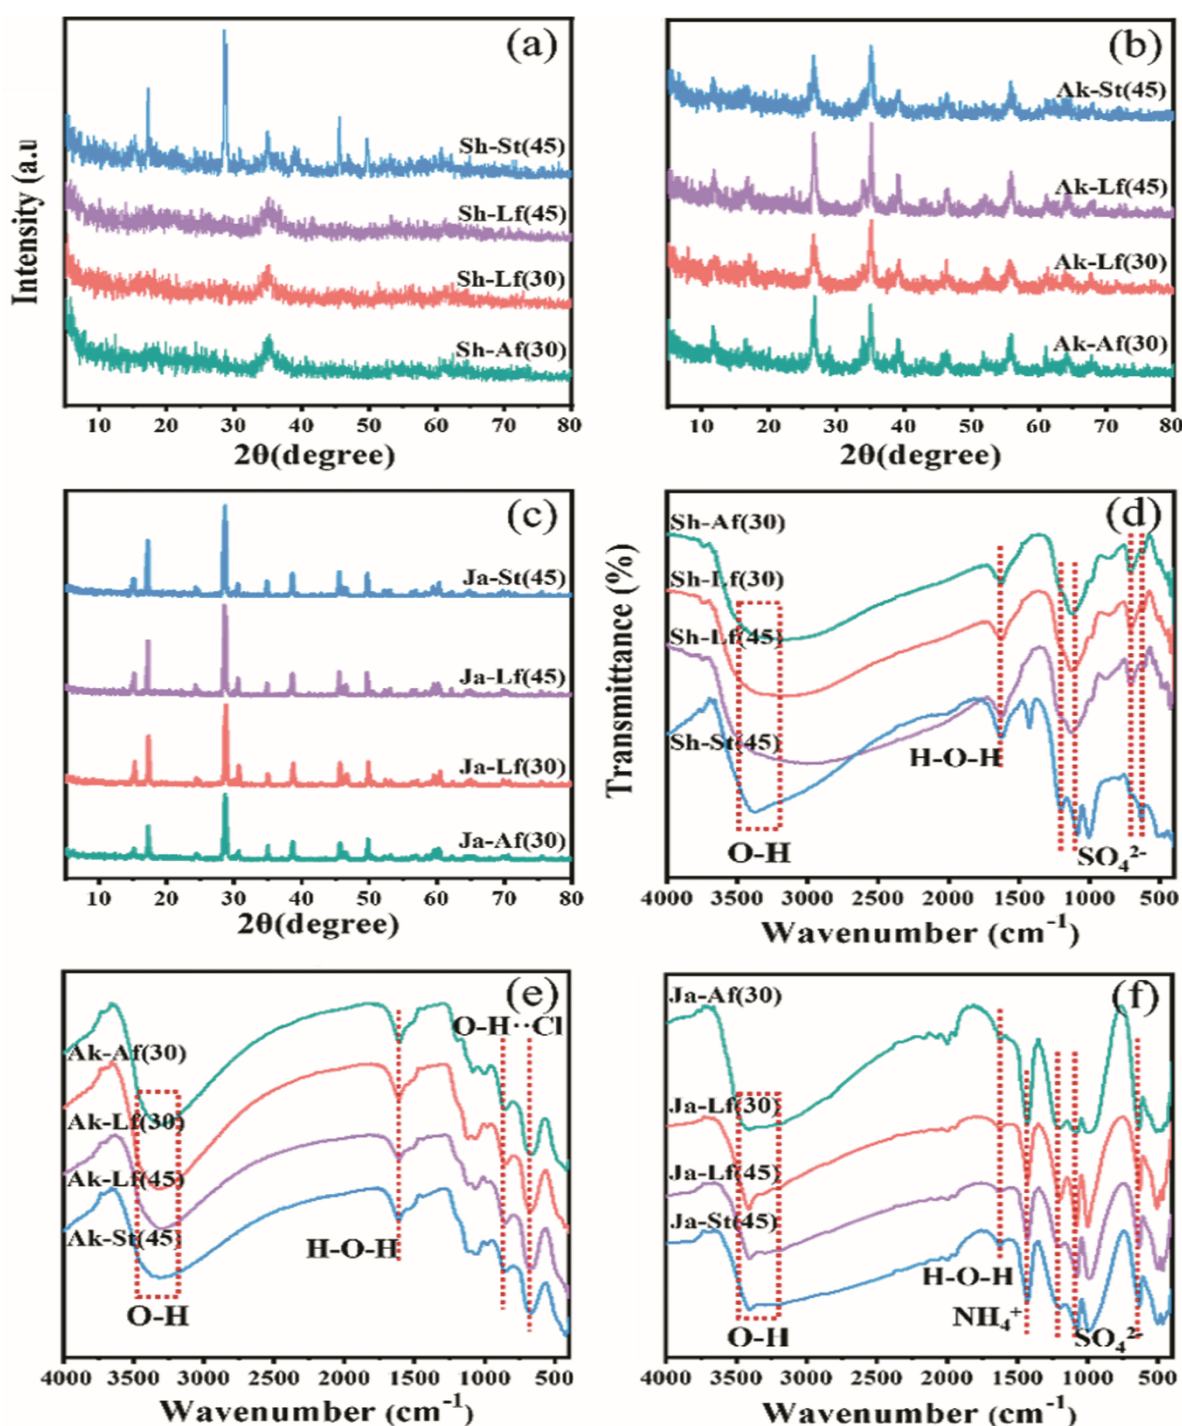 (a)
Intensity (a.u
Sh-St(45)
Sh-Lf(45)
Sh-Lf(30)
Sh-Af(30)
10 20 30 40 50 60 70 80
2θ(degree)
(b)
Ak-St(45)
Ak-Lf(45)
Ak-Lf(30)
Ak-Af(30)
10 20 30 40 50 60 70 80
2θ(degree)
(c)
Ja-St(45)
Ja-Lf(45)
Ja-Lf(30)
Ja-Af(30)
10 20 30 40 50 60 70 80
2θ(degree)
(d)
Transmittance (%)
Sh-Af(30)
Sh-Lf(30)
Sh-Lf(45)
Sh-St(45)
H-O-H
O-H
SO₄²⁻
4000 3500 3000 2500 2000 1500 1000 500
Wavenumber (cm⁻¹)
(e)
O-H··Cl
Ak-Af(30)
Ak-Lf(30)
Ak-Lf(45)
Ak-St(45)
H-O-H
O-H
4000 3500 3000 2500 2000 1500 1000 500
Wavenumber (cm⁻¹)
(f)
Ja-Af(30)
Ja-Lf(30)
Ja-Lf(45)
Ja-St(45)
H-O-H
NH₄⁺
O-H
SO₄²⁻
4000 3500 3000 2500 2000 1500 1000 500
Wavenumber (cm⁻¹)